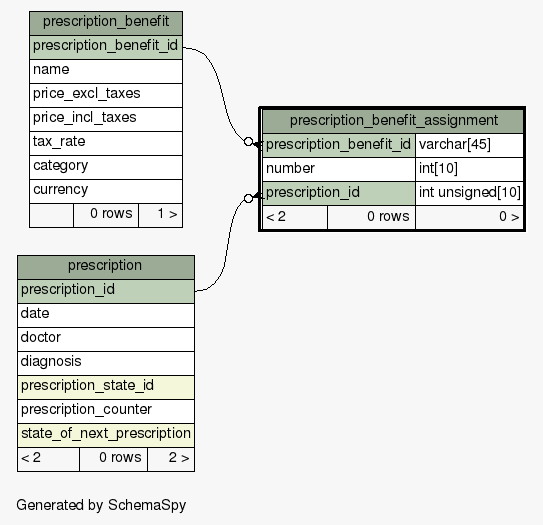 prescription_benefit
prescription_benefit_id
name
price_excl_taxes
price_incl_taxes
tax_rate
category
currency
0 rows 1 >
prescription_benefit_assignment
prescription_benefit_id varchar[45]
number int[10]
prescription_id int unsigned[10]
< 2 0 rows 0 >
prescription
prescription_id
date
doctor
diagnosis
prescription_state_id
prescription_counter
state_of_next_prescription
< 2 0 rows 2 >
Generated by SchemaSpy